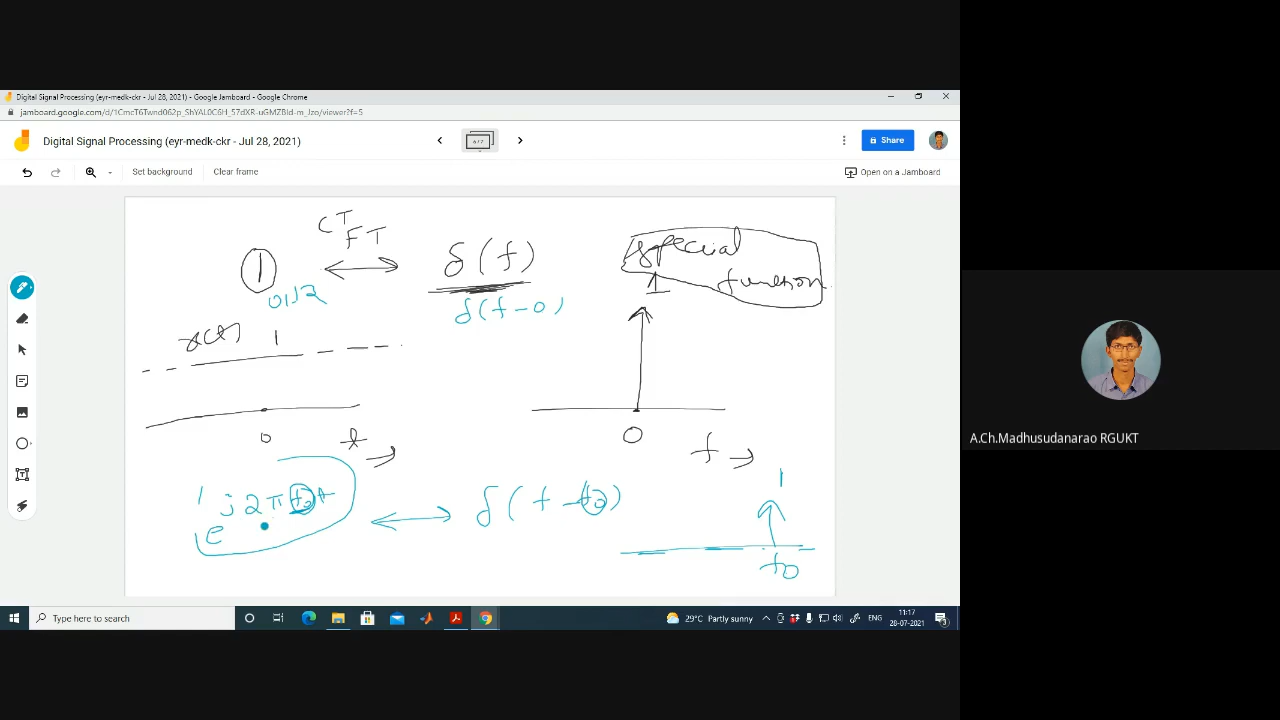 Digital Signal Processing (eyr-medk-ckr - Jul 28, 2021) - Google Jamboard - Google Chrome
Digital Signal Processing (eyr-medk-ckr - Jul 28, 2021)
Share
Set background
Clear frame
Open on a Jamboard
CT
FT
1
δ(f)
special
function
0Hz
δ(f-0)
1
x(t) 1
0
t →
0
f →
1 e j2πf0t
δ(f-f0)
1
f0
A.Ch.Madhusudanarao RGUKT
Type here to search
29°C Partly sunny
ENG
11:17
28-07-2021